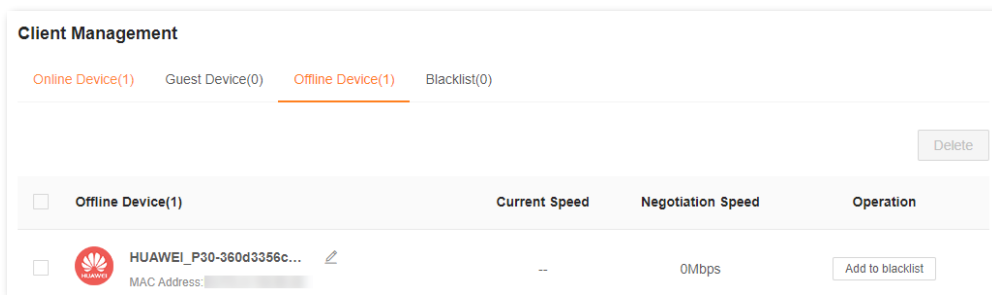 Client Management
Online Device(1) Guest Device(0) Offline Device(1) Blacklist(0)
Delete
Offline Device(1) Current Speed Negotiation Speed Operation
HUAWEI_P30-360d3356c...
HUAWEI
-- 0Mbps Add to blacklist
MAC Address: